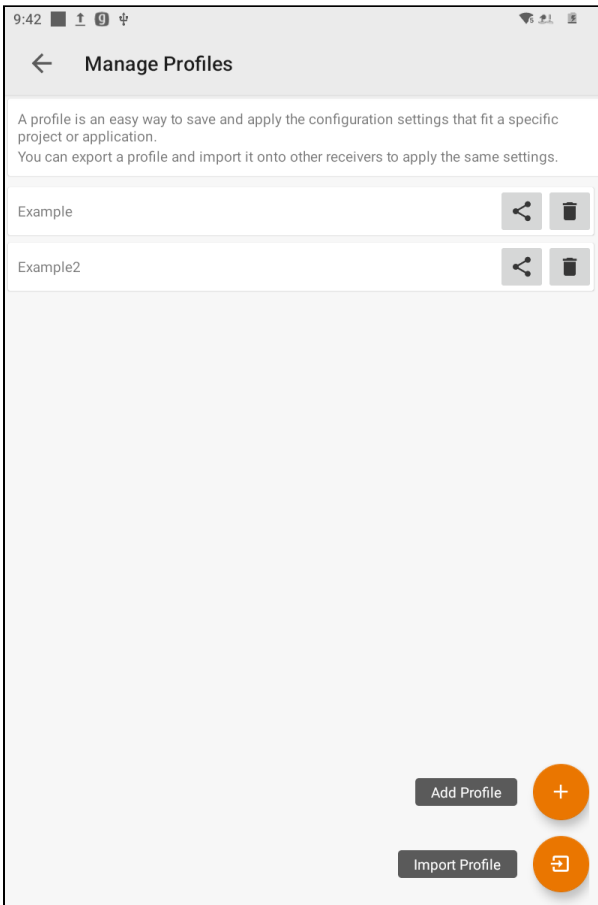 9:42
Manage Profiles
A profile is an easy way to save and apply the configuration settings that fit a specific
project or application.
You can export a profile and import it onto other receivers to apply the same settings.
Example
Example2
Add Profile
Import Profile